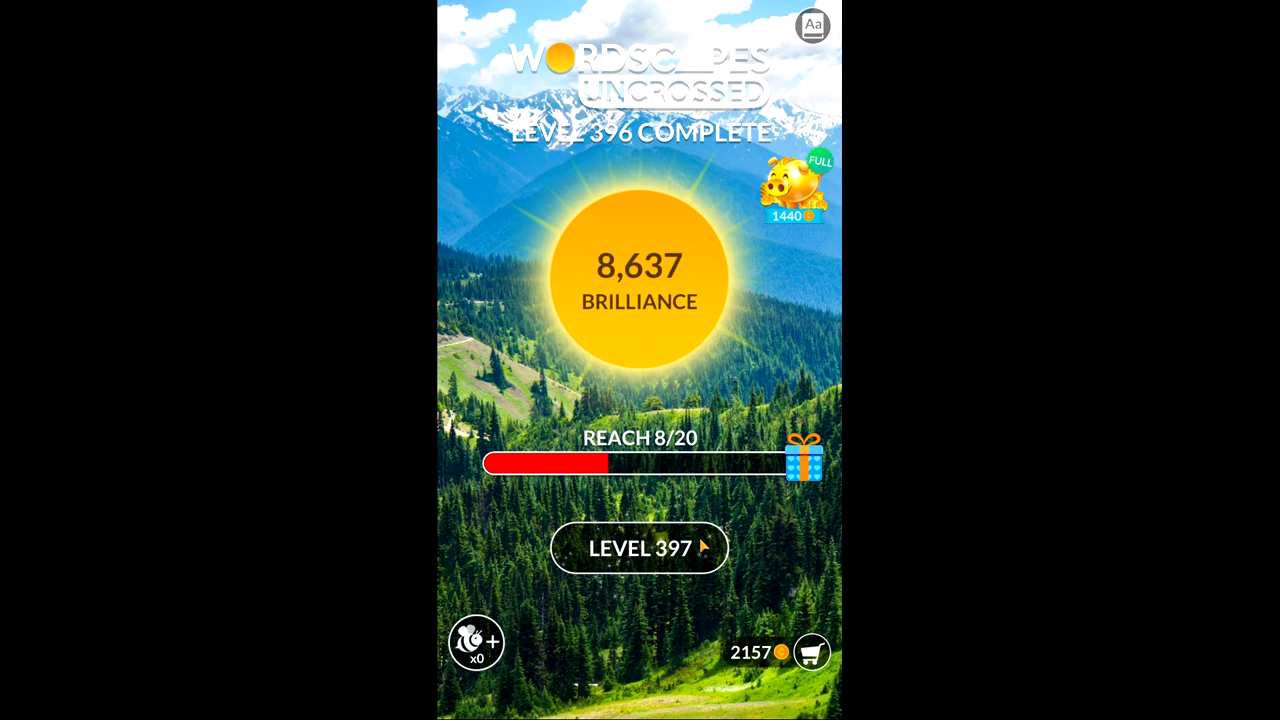 Aa
WORDSCAPES
UNCROSSED
LEVEL 396 COMPLETE
FULL
1440
8,637
BRILLIANCE
REACH 8/20
LEVEL 397
x0
2157